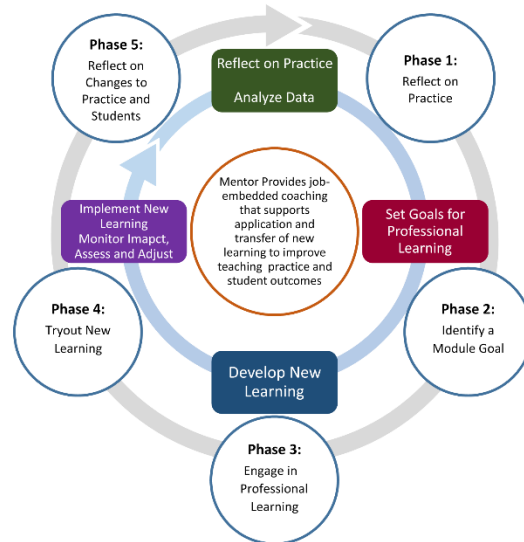 Phase 5:
Reflect on
Changes to
Practice and
Students
Reflect on Practice
Analyze Data
Phase 1:
Reflect on
Practice
Mentor Provides job-
embedded coaching
that supports
application and
transfer of new
learning to improve
teaching practice and
student outcomes
Implement New
Learning
Monitor Imapct,
Assess and Adjust
Set Goals for
Professional Learning
Phase 4:
Tryout New
Learning
Phase 2:
Identify a
Module Goal
Develop New
Learning
Phase 3:
Engage in
Professional
Learning